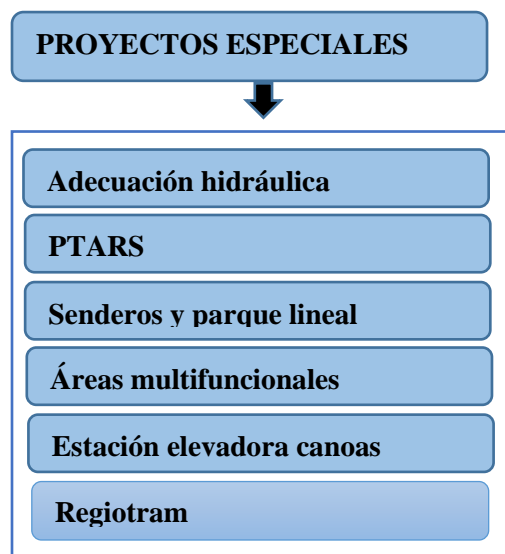 PROYECTOS ESPECIALES
Adecuación hidráulica
PTARS
Senderos y parque lineal
Áreas multifuncionales
Estación elevadora canoas
Regiotram